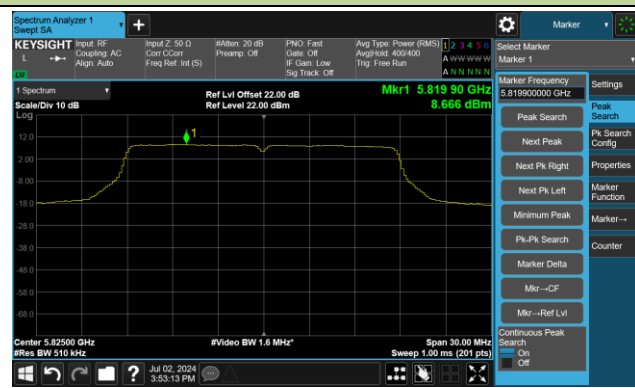 Spectrum Analyzer 1
Swept SA
+
Marker
KEYSIGHT
L
LW
Input: RF
Coupling: AC
Align: Auto
Input Z: 50 Ω
Corr CCorr
Freq Ref: Int (S)
#Atten: 20 dB
Preamp: Off
PNO: Fast
Gate: Off
IF Gain: Low
Sig Track: Off
Avg Type: Power (RMS)
Avg|Hold: 400/400
Trig: Free Run
1 2 3 4 5 6
A WW WW W
A N N N N N
Select Marker
Marker 1
1 Spectrum
Scale/Div 10 dB
Log
Ref Lvl Offset 22.00 dB
Ref Level 22.00 dBm
Mkr1 5.819 90 GHz
8.666 dBm
12.0
2.00
-8.00
-18.0
-28.0
-38.0
-48.0
-58.0
-68.0
1
Center 5.82500 GHz
#Res BW 510 kHz
#Video BW 1.6 MHz*
Span 30.00 MHz
Sweep 1.00 ms (201 pts)
Marker Frequency
5.819900000 GHz
Peak Search
Next Peak
Next Pk Right
Next Pk Left
Minimum Peak
Pk-Pk Search
Marker Delta
Mkr→CF
Mkr→Ref Lvl
Continuous Peak
Search
On
Off
Settings
Peak
Search
Pk Search
Config
Properties
Marker
Function
Marker→
Counter
?
Jul 02, 2024
3:53:13 PM